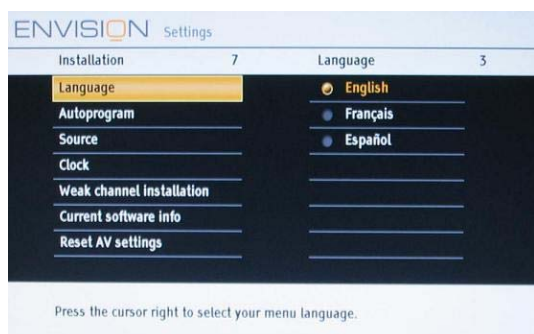 ENVISION Settings
Installation 7 Language 3
Language English
Autoprogram Français
Source Español
Clock
Weak channel installation
Current software info
Reset AV settings
Press the cursor right to select your menu language.